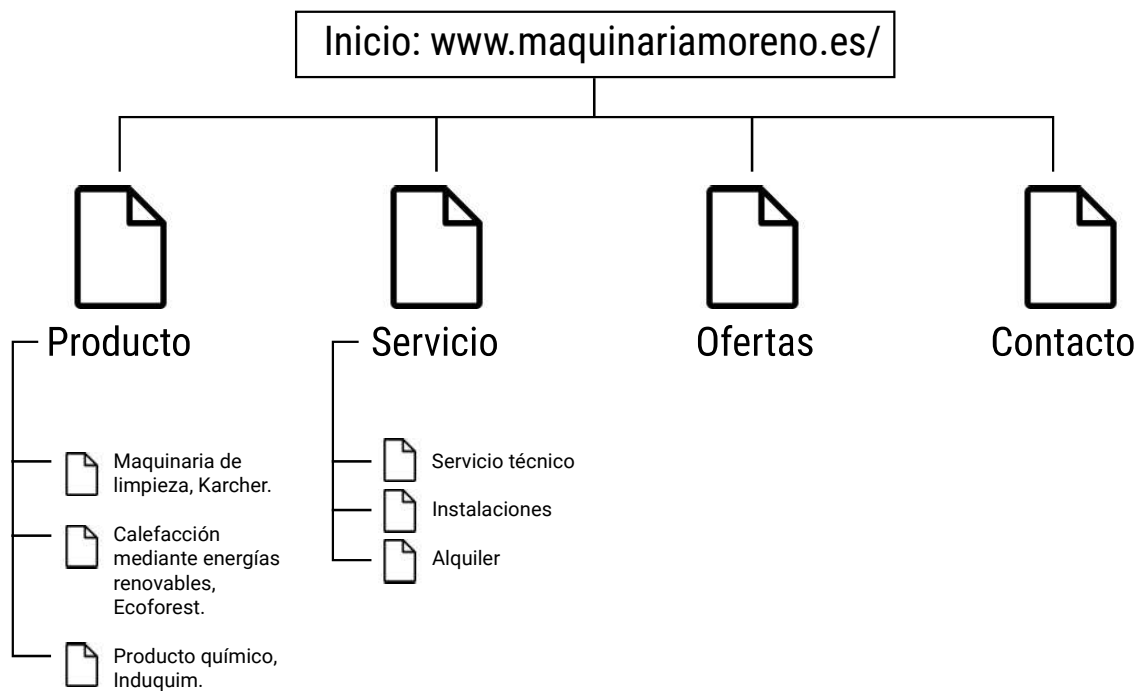 Inicio: www.maquinariamoreno.es/
Producto
Servicio
Ofertas
Contacto
Maquinaria de
limpieza, Karcher.
Calefacción
mediante energías
renovables,
Ecoforest.
Producto químico,
Induquim.
Servicio técnico
Instalaciones
Alquiler